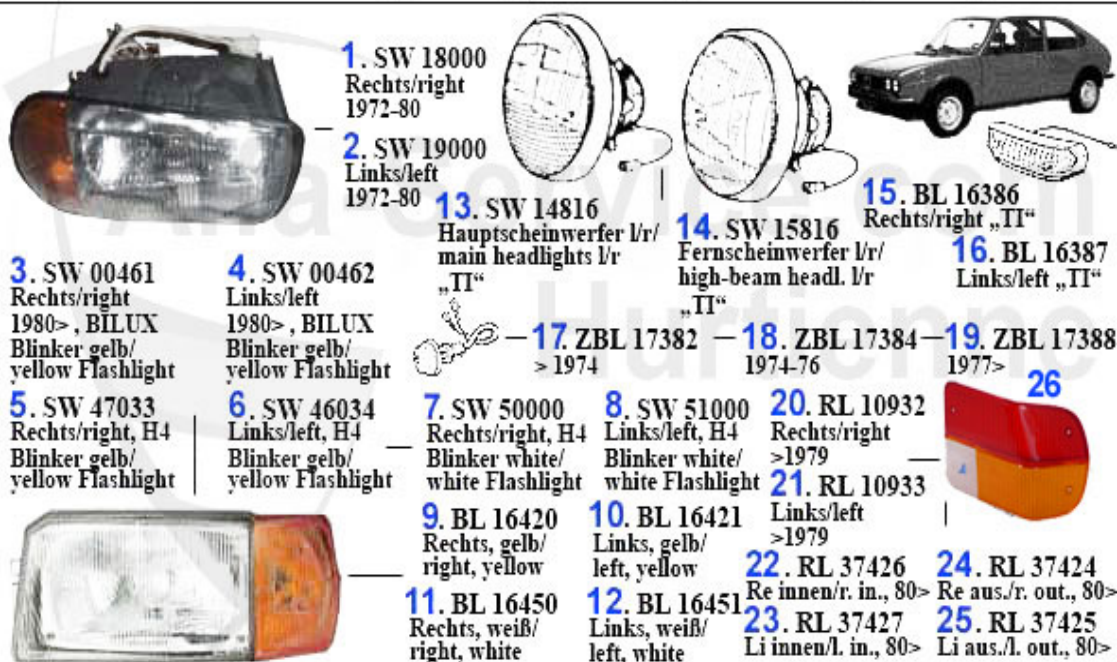 1. SW 18000
Rechts/right
1972-80
2. SW 19000
Links/left
1972-80
13. SW 14816
Hauptscheinwerfer l/r/
main headlights l/r
„TI“
14. SW 15816
Fernscheinwerfer l/r/
high-beam headl. l/r
„TI“
15. BL 16386
Rechts/right „TI“
16. BL 16387
Links/left „TI“
3. SW 00461
Rechts/right
1980> , BILUX
Blinker gelb/
yellow Flashlight
4. SW 00462
Links/left
1980> , BILUX
Blinker gelb/
yellow Flashlight
17. ZBL 17382
> 1974
18. ZBL 17384
1974-76
19. ZBL 17388
1977>
26
5. SW 47033
Rechts/right, H4
Blinker gelb/
yellow Flashlight
6. SW 46034
Links/left, H4
Blinker gelb/
yellow Flashlight
7. SW 50000
Rechts/right, H4
Blinker white/
white Flashlight
8. SW 51000
Links/left, H4
Blinker white/
white Flashlight
20. RL 10932
Rechts/right
>1979
21. RL 10933
Links/left
>1979
9. BL 16420
Rechts, gelb/
right, yellow
10. BL 16421
Links, gelb/
left, yellow
11. BL 16450
Rechts, weiß/
right, white
12. BL 16451
Links, weiß/
left, white
22. RL 37426
Re innen/r. in., 80>
23. RL 37427
Li innen/l. in., 80>
24. RL 37424
Re aus./r. out., 80>
25. RL 37425
Li aus./l. out., 80>
Hurtienne